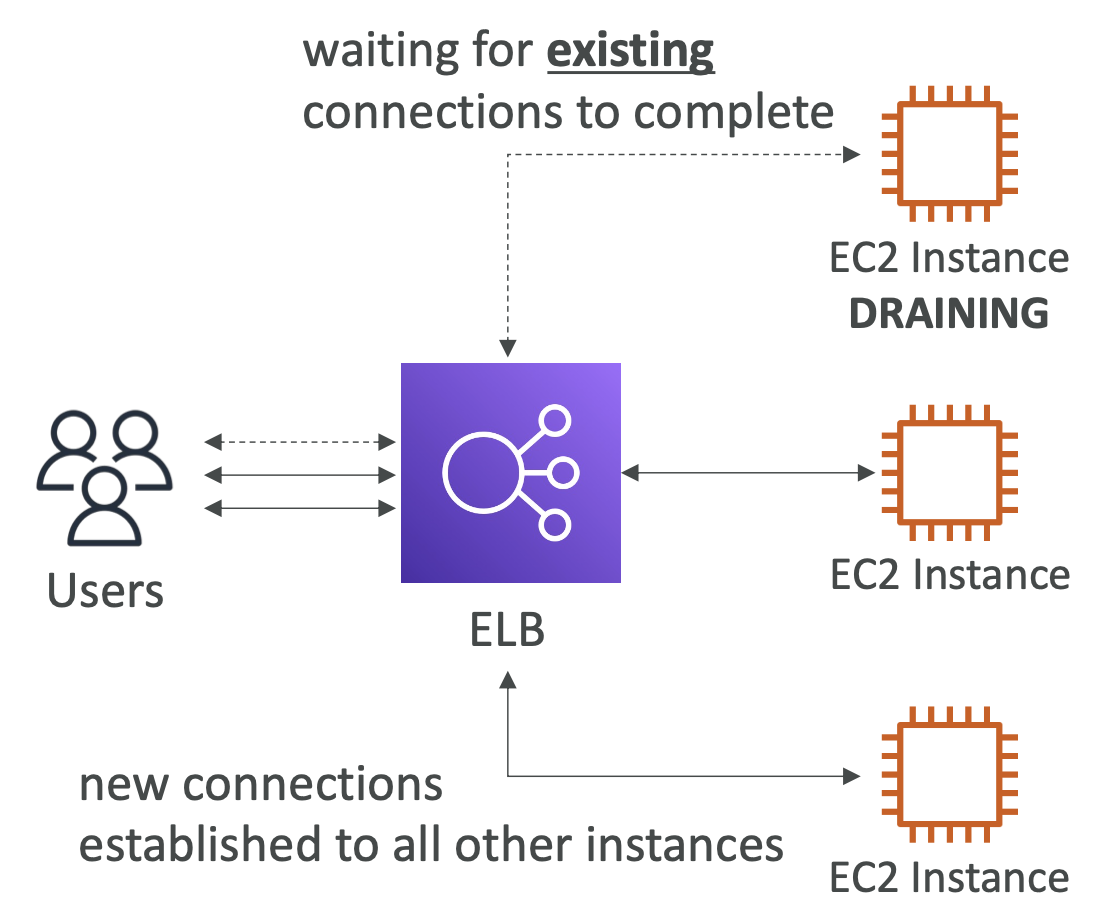 waiting for existing
connections to complete
EC2 Instance
DRAINING
Users
ELB
EC2 Instance
new connections
established to all other instances
EC2 Instance